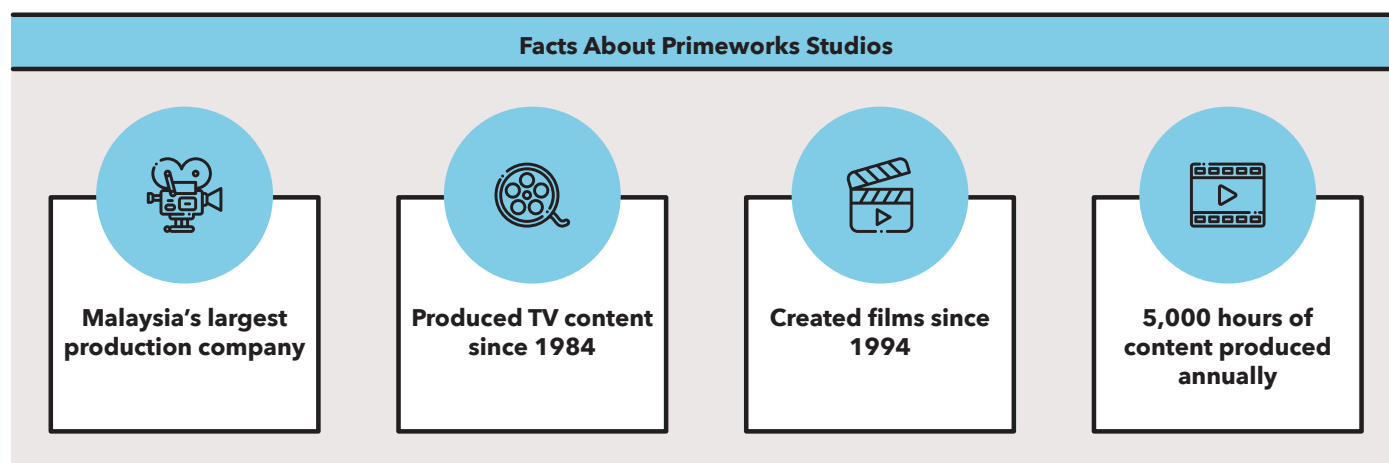 Facts About Primeworks Studios
Malaysia’s largest
production company
Produced TV content
since 1984
Created films since
1994
5,000 hours of
content produced
annually